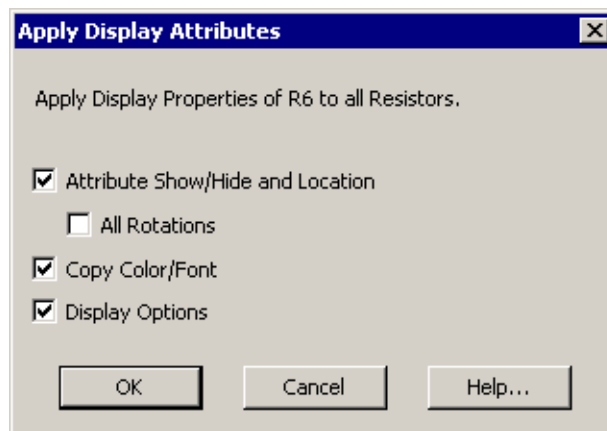 Apply Display Attributes
Apply Display Properties of R6 to all Resistors.
Attribute Show/Hide and Location
All Rotations
Copy Color/Font
Display Options
OK Cancel Help...